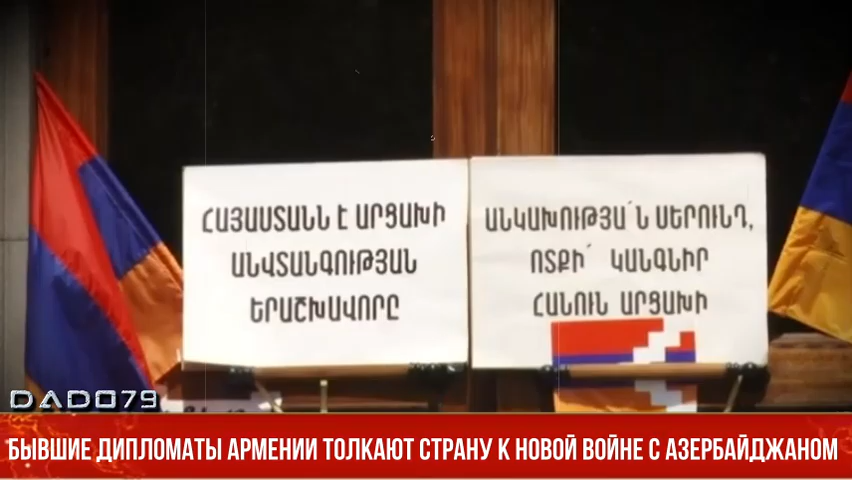 ՀԱՅԱՍՏԱՆՆ Է ԱՐՑԱԽԻ
ԱՆՎՏԱՆԳՈՒԹՅԱՆ
ԵՐԱՇԽԱՎՈՐԸ
ԱՆԿԱԽՈՒԹՅԱ՛Ն ՍԵՐՈՒՆԴ,
ՈՏՔԻ՛ ԿԱՆԳՆԻՐ
ՀԱՆՈՒՆ ԱՐՑԱԽԻ
DADO79
БЫВШИЕ ДИПЛОМАТЫ АРМЕНИИ ТОЛКАЮТ СТРАНУ К НОВОЙ ВОЙНЕ С АЗЕРБАЙДЖАНОМ